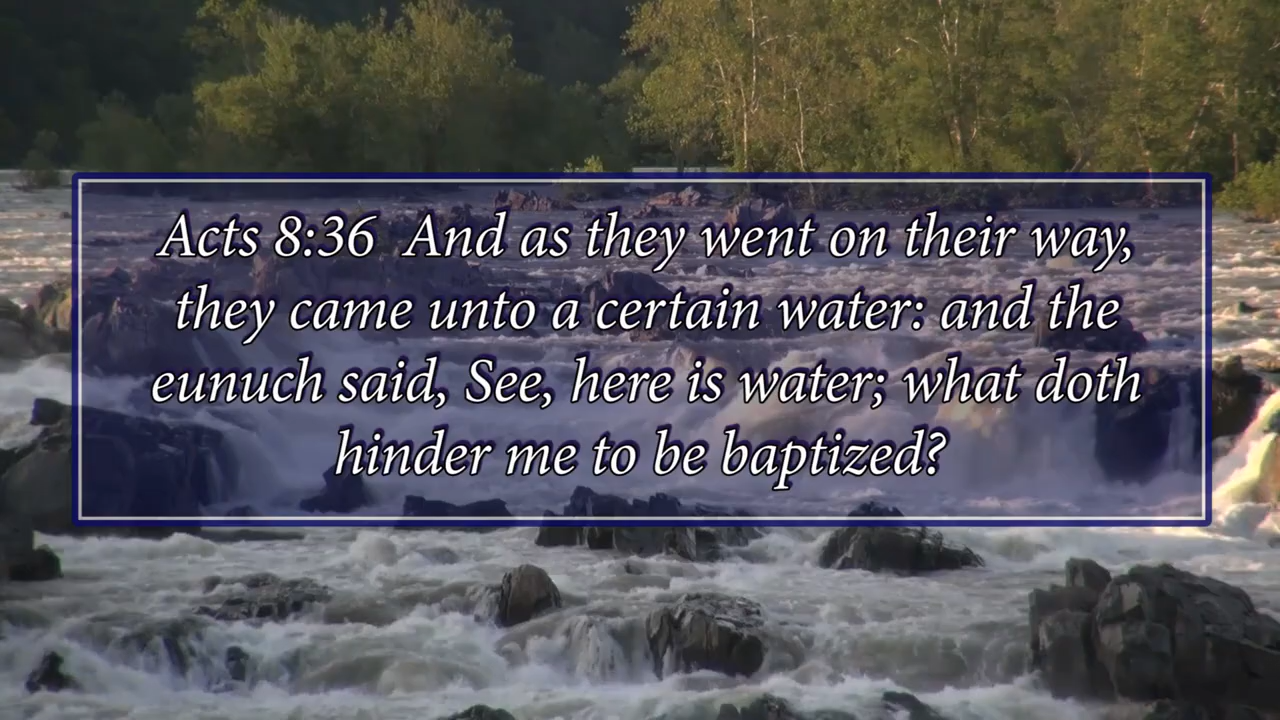 Acts 8:36  And as they went on their way,
they came unto a certain water: and the
eunuch said, See, here is water; what doth
hinder me to be baptized?